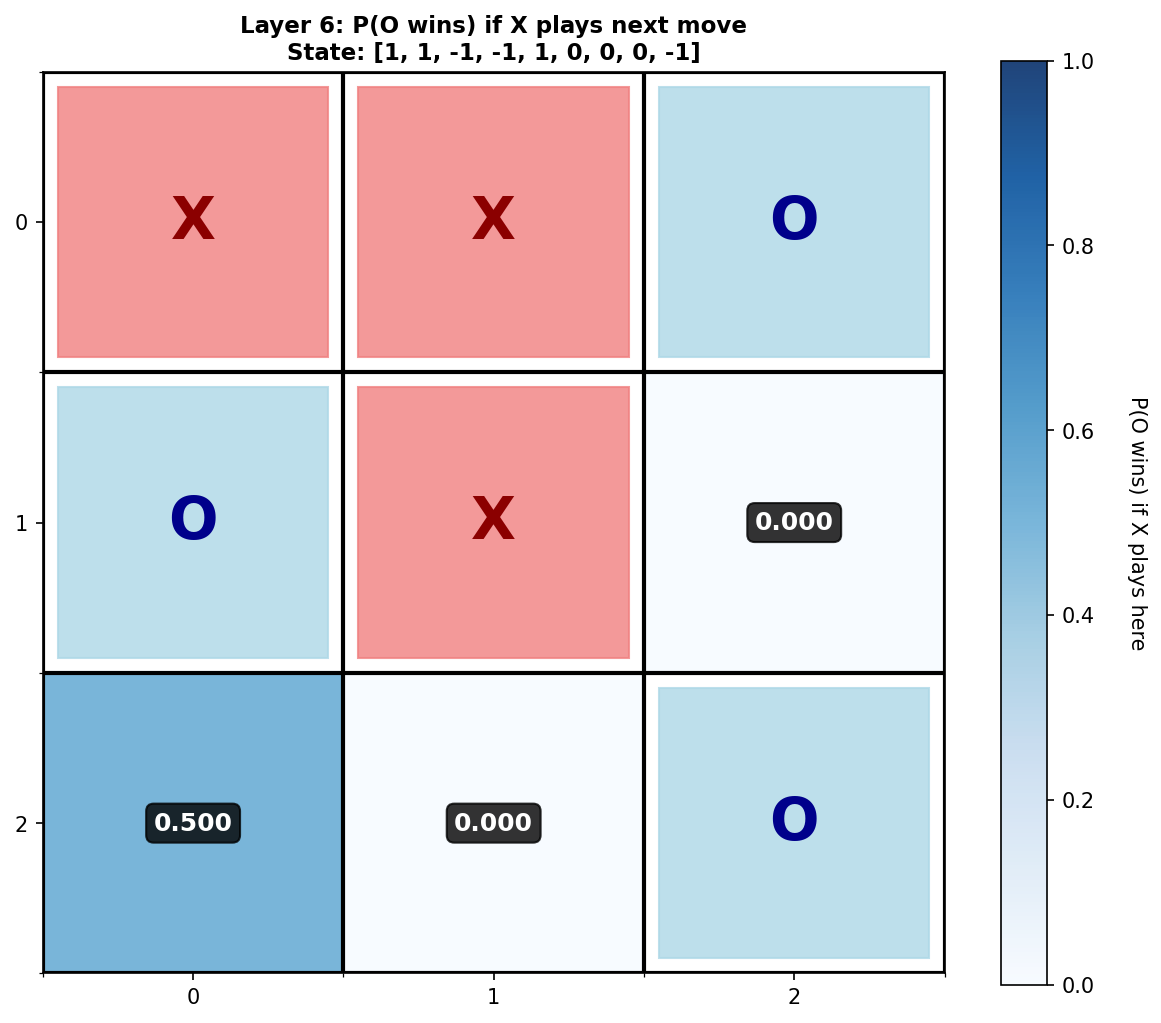 Layer 6: P(O wins) if X plays next move
State: [1, 1, -1, -1, 1, 0, 0, 0, -1]
X X O
O X 0.000
0.500 0.000 O
0
1
2
0 1 2
1.0
0.8
0.6
0.4
0.2
0.0
P(O wins) if X plays here